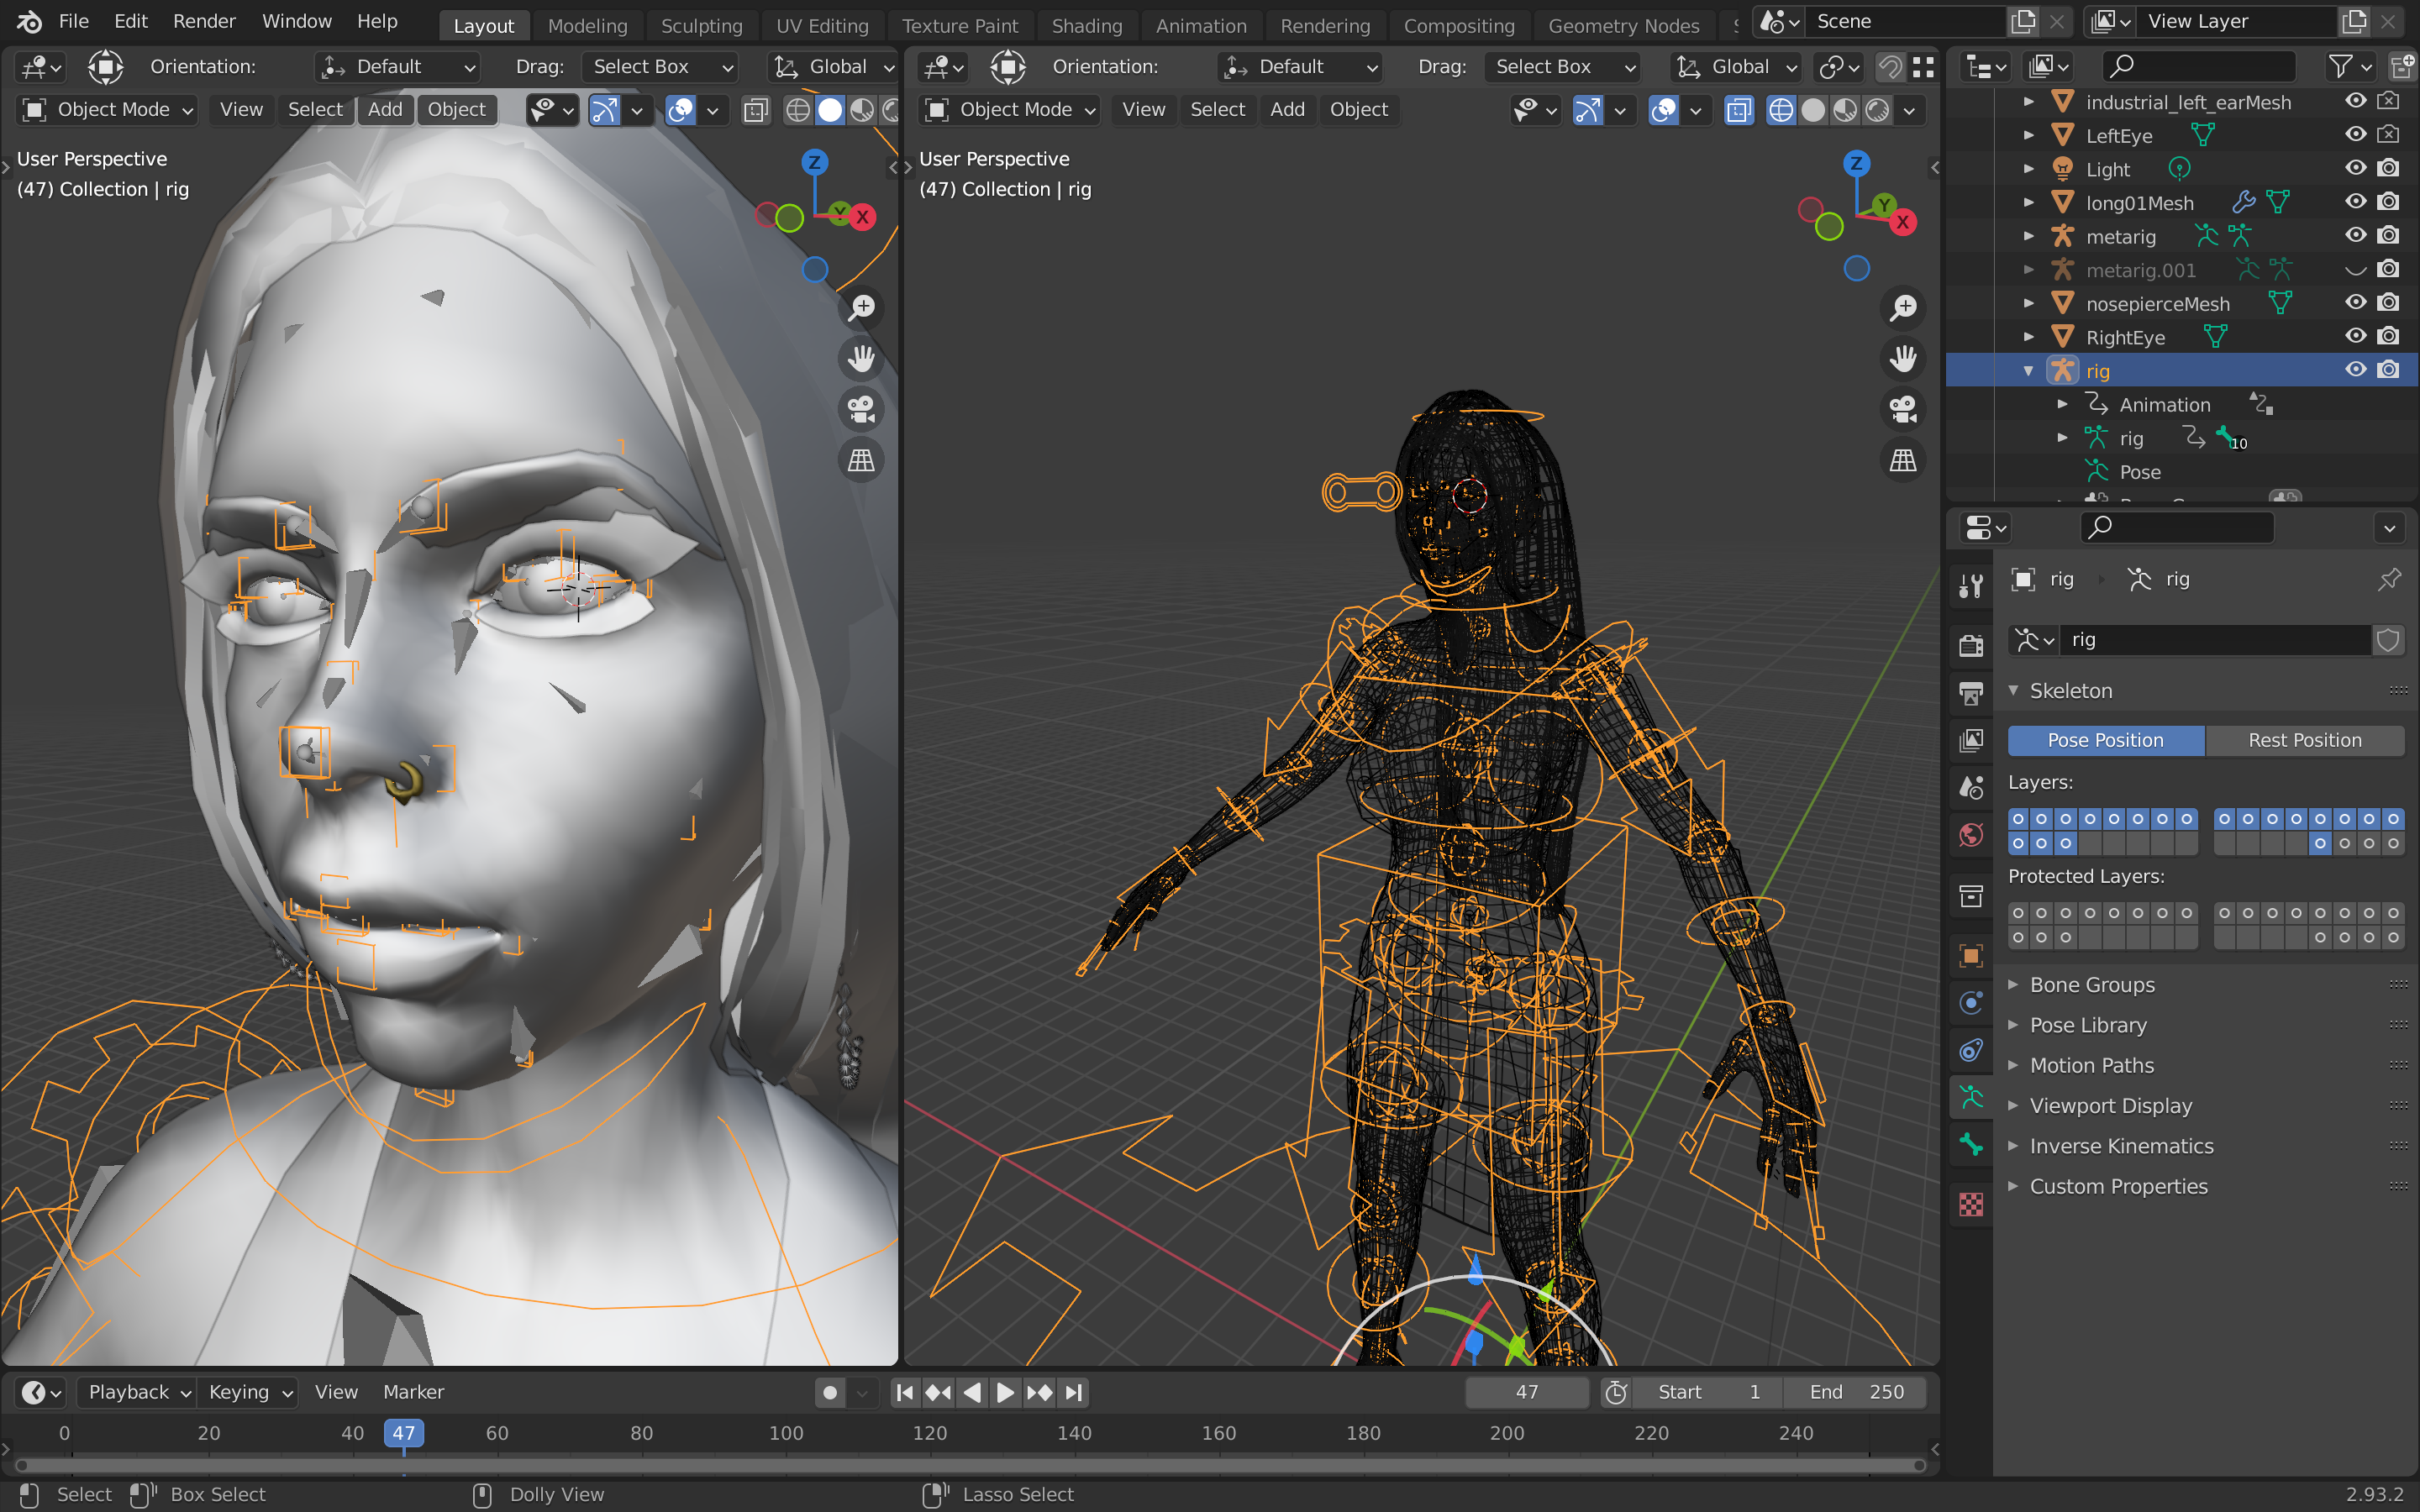 File Edit Render Window Help Layout Modeling Sculpting UV Editing Texture Paint Shading Animation Rendering Compositing Geometry Nodes Scene View Layer
Orientation: Default Drag: Select Box Global
Object Mode View Select Add Object
User Perspective
(47) Collection | rig
Z
Y
X
Orientation: Default Drag: Select Box Global
Object Mode View Select Add Object
User Perspective
(47) Collection | rig
Z
Y
X
industrial_left_earMesh
LeftEye
Light
long01Mesh
metarig
metarig.001
nosepierceMesh
RightEye
rig
Animation
rig 10
Pose
rig rig
rig
Skeleton
Pose Position Rest Position
Layers:
Protected Layers:
Bone Groups
Pose Library
Motion Paths
Viewport Display
Inverse Kinematics
Custom Properties
Playback Keying View Marker 47 Start 1 End 250
0 20 40 47 60 80 100 120 140 160 180 200 220 240
Select Box Select Dolly View Lasso Select 2.93.2